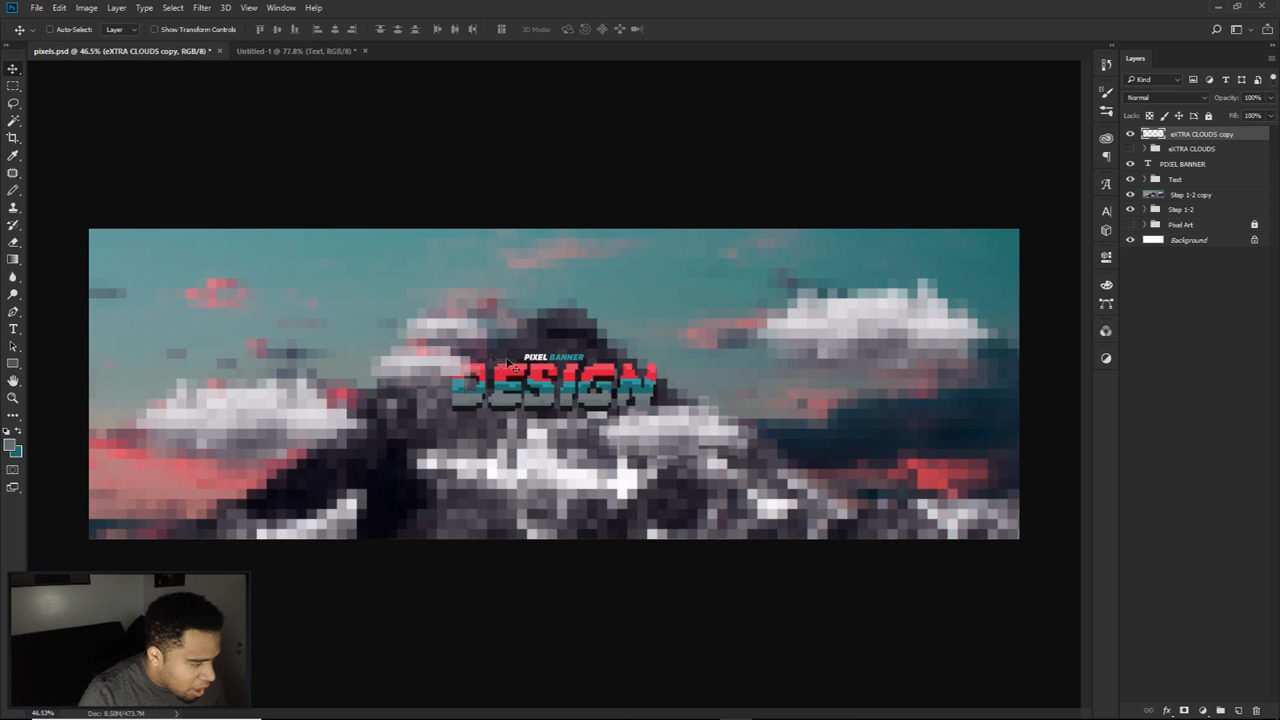 Ps File Edit Image Layer Type Select Filter 3D View Window Help
Auto-Select: Layer Show Transform Controls 3D Mode:
pixels.psd @ 46.5% (eXTRA CLOUDS copy, RGB/8) * × Untitled-1 @ 77.8% (Text, RGB/8) * ×
Layers
Kind
Normal Opacity: 100%
Lock: Fill: 100%
eXTRA CLOUDS copy
eXTRA CLOUDS
PIXEL BANNER
Text
Step 1-2 copy
Step 1-2
Pixel Art
Background
PIXEL BANNER
DESIGN
46.53% Doc: 8.58M/473.7M